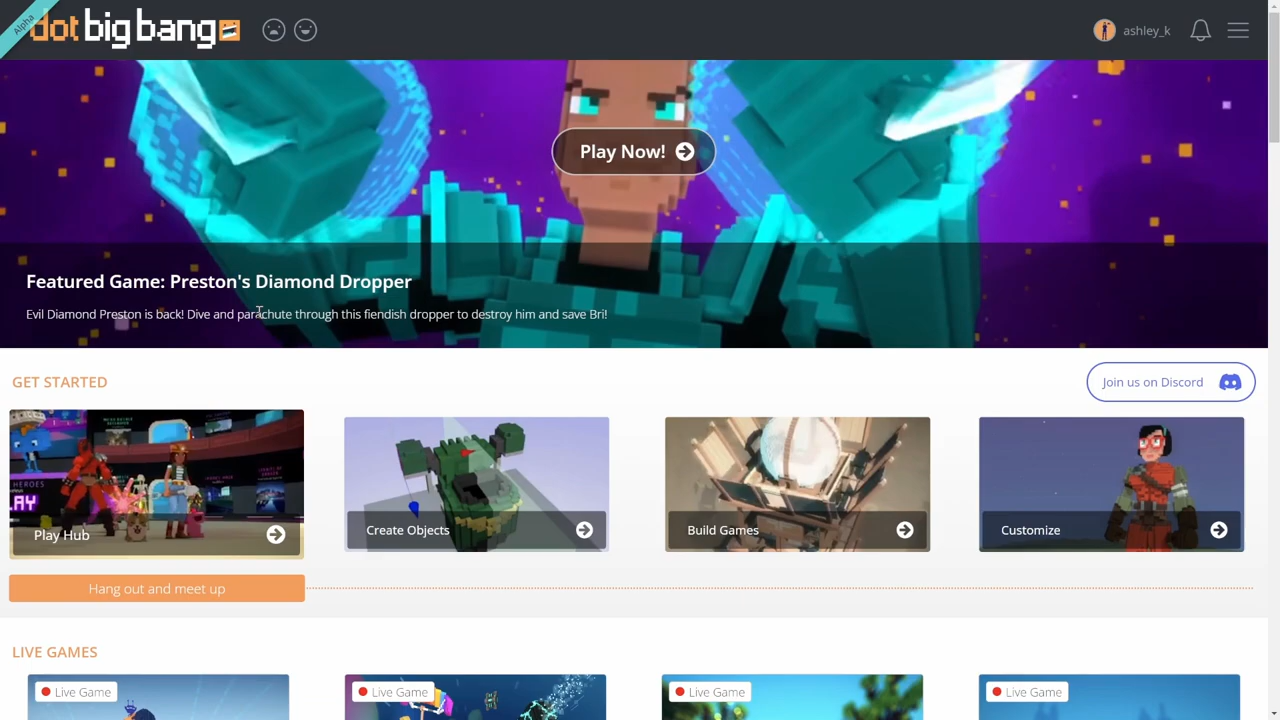 Alpha
dot big bang
ashley_k
Play Now!
Featured Game: Preston's Diamond Dropper
Evil Diamond Preston is back! Dive and parachute through this fiendish dropper to destroy him and save Bri!
GET STARTED
Join us on Discord
Play Hub
Create Objects
Build Games
Customize
Hang out and meet up
LIVE GAMES
Live Game
Live Game
Live Game
Live Game